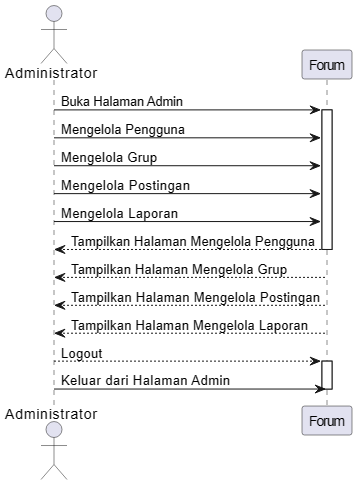 Administrator
Forum
Buka Halaman Admin
Mengelola Pengguna
Mengelola Grup
Mengelola Postingan
Mengelola Laporan
Tampilkan Halaman Mengelola Pengguna
Tampilkan Halaman Mengelola Grup
Tampilkan Halaman Mengelola Postingan
Tampilkan Halaman Mengelola Laporan
Logout
Keluar dari Halaman Admin
Administrator
Forum